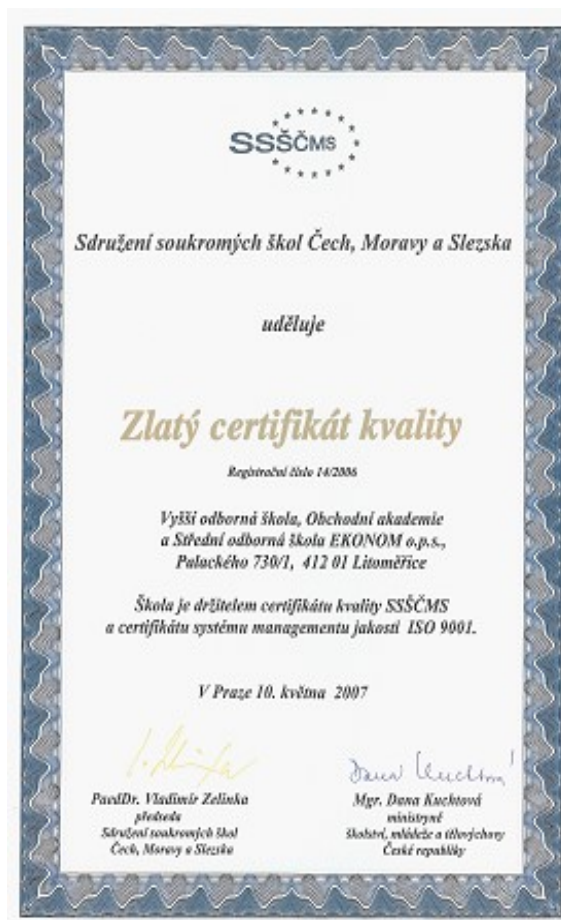 SSŠČMS
Sdružení soukromých škol Čech, Moravy a Slezska
uděluje
Zlatý certifikát kvality
Registrační číslo 14/2006
Vyšší odborná škola, Obchodní akademie
a Střední odborná škola EKONOM o.p.s.,
Palackého 730/1, 412 01 Litoměřice
Škola je držitelem certifikátu kvality SSŠČMS
a certifikátu systému managementu jakosti ISO 9001.
V Praze 10. května 2007
Dana Kuchtová
PaedDr. Vladimír Zelinka
předseda
Sdružení soukromých škol
Čech, Moravy a Slezska
Mgr. Dana Kuchtová
ministryně
školství, mládeže a tělovýchovy
České republiky